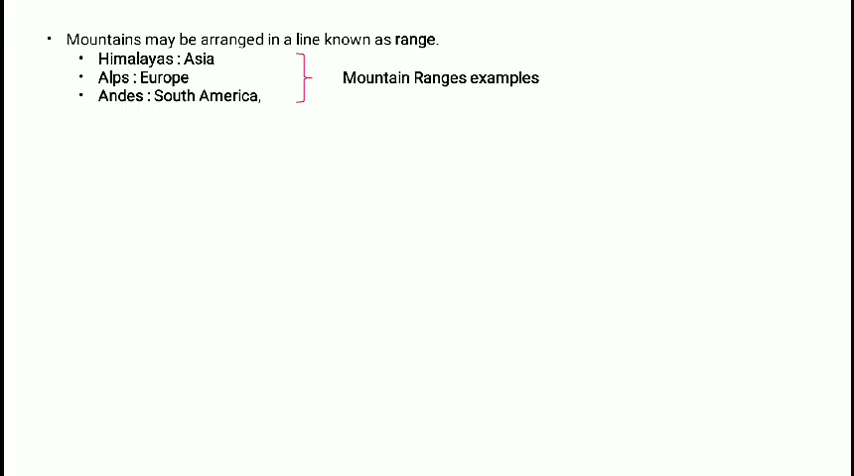 • Mountains may be arranged in a line known as range.
• Himalayas : Asia
• Alps : Europe
• Andes : South America,
Mountain Ranges examples